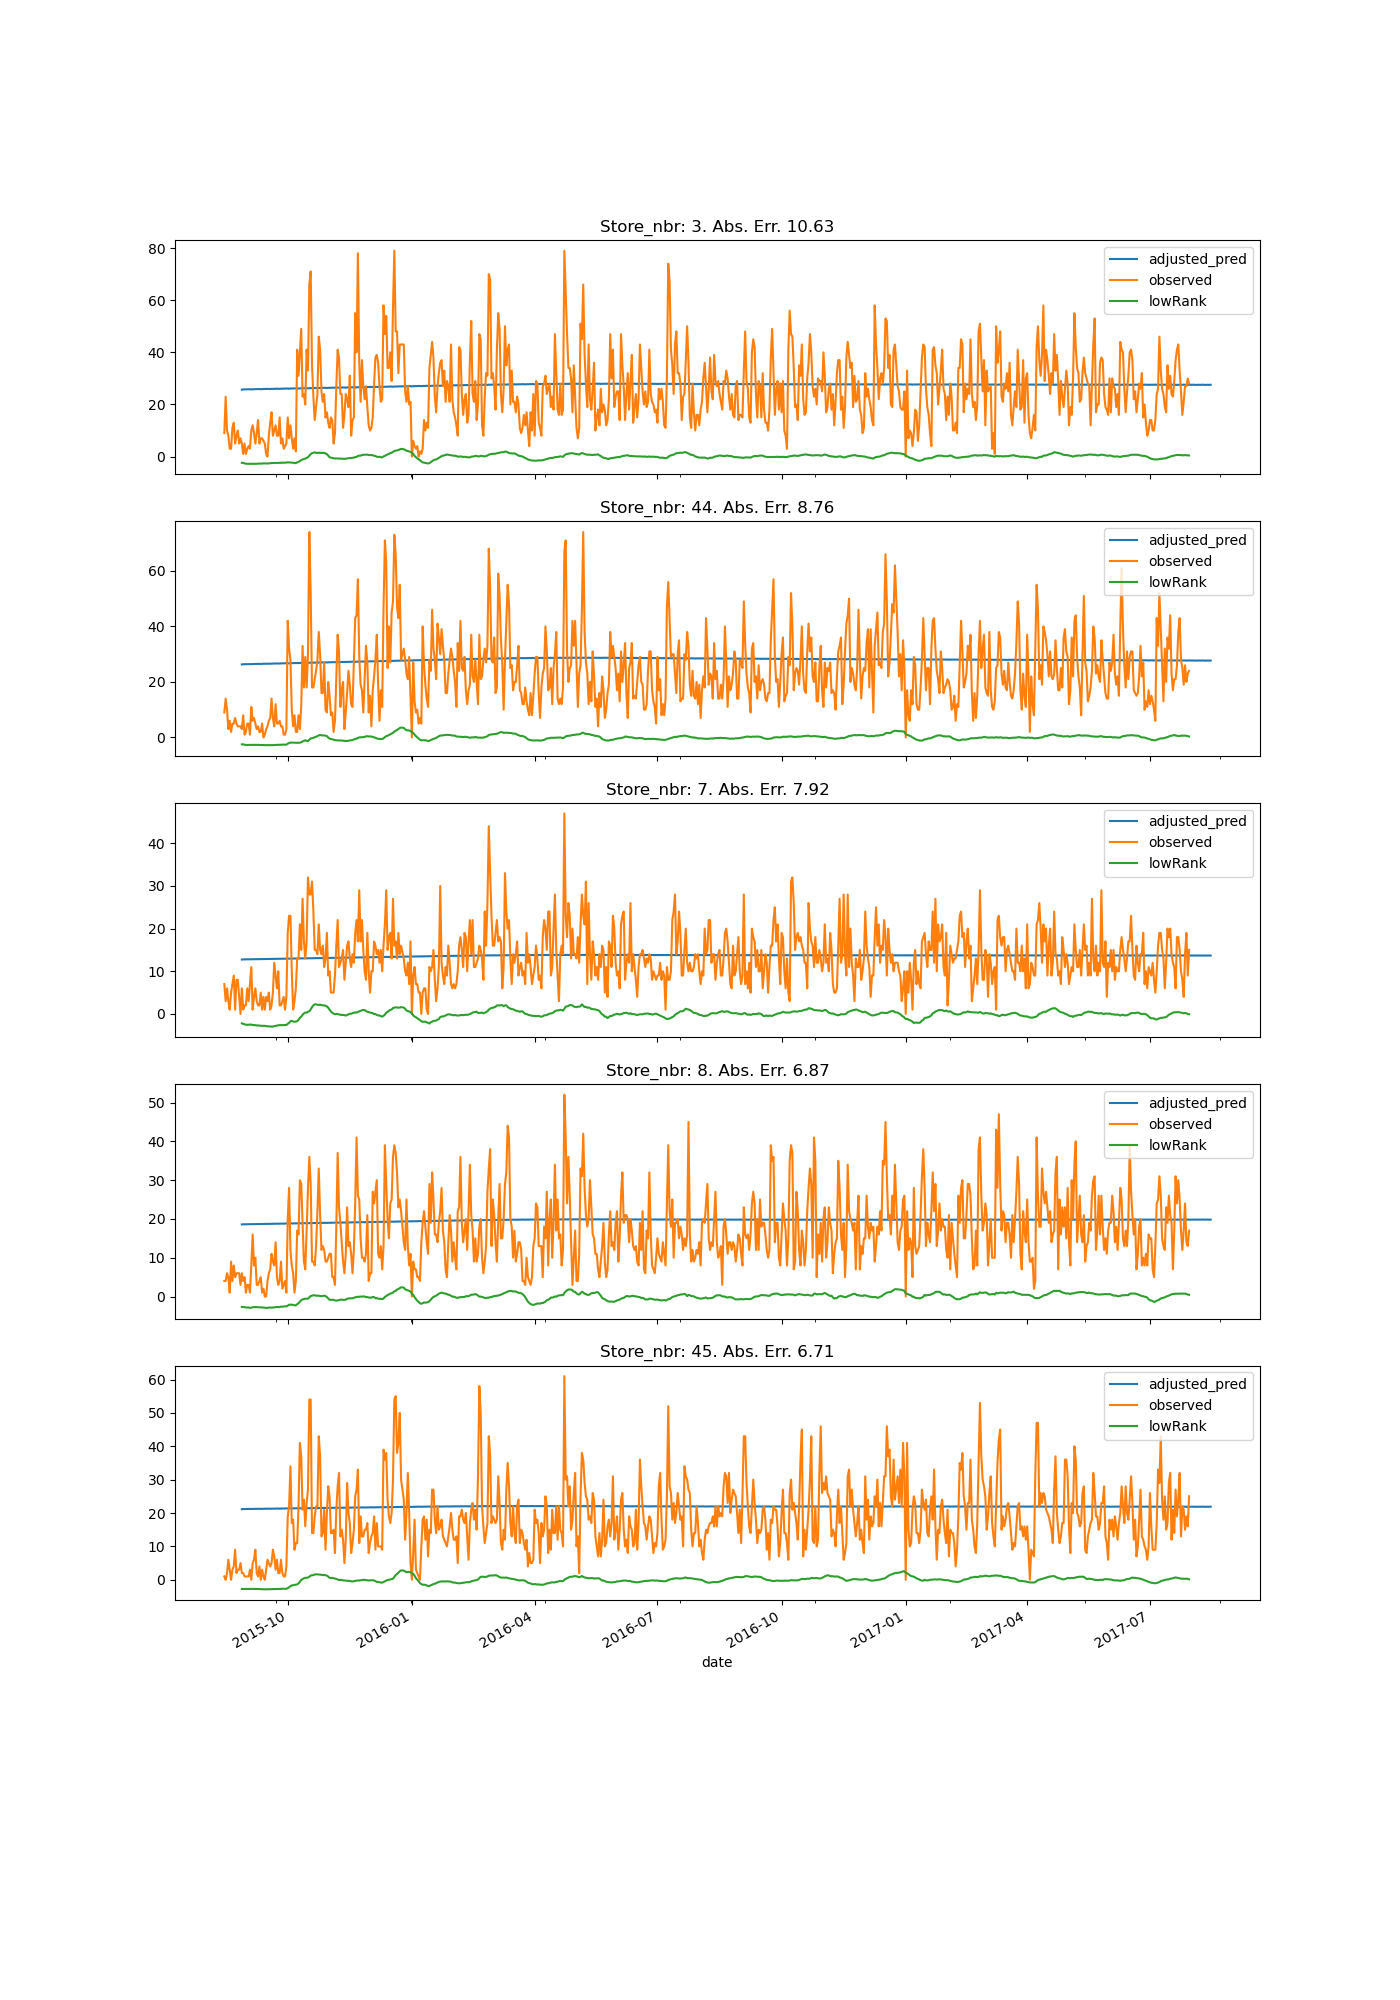 Store_nbr: 3. Abs. Err. 10.63
80
60
40
20
0
adjusted_pred
observed
lowRank
Store_nbr: 44. Abs. Err. 8.76
60
40
20
0
adjusted_pred
observed
lowRank
Store_nbr: 7. Abs. Err. 7.92
40
30
20
10
0
adjusted_pred
observed
lowRank
Store_nbr: 8. Abs. Err. 6.87
50
40
30
20
10
0
adjusted_pred
observed
lowRank
Store_nbr: 45. Abs. Err. 6.71
60
50
40
30
20
10
0
adjusted_pred
observed
lowRank
2015-10
2016-01
2016-04
2016-07
2016-10
2017-01
2017-04
2017-07
date